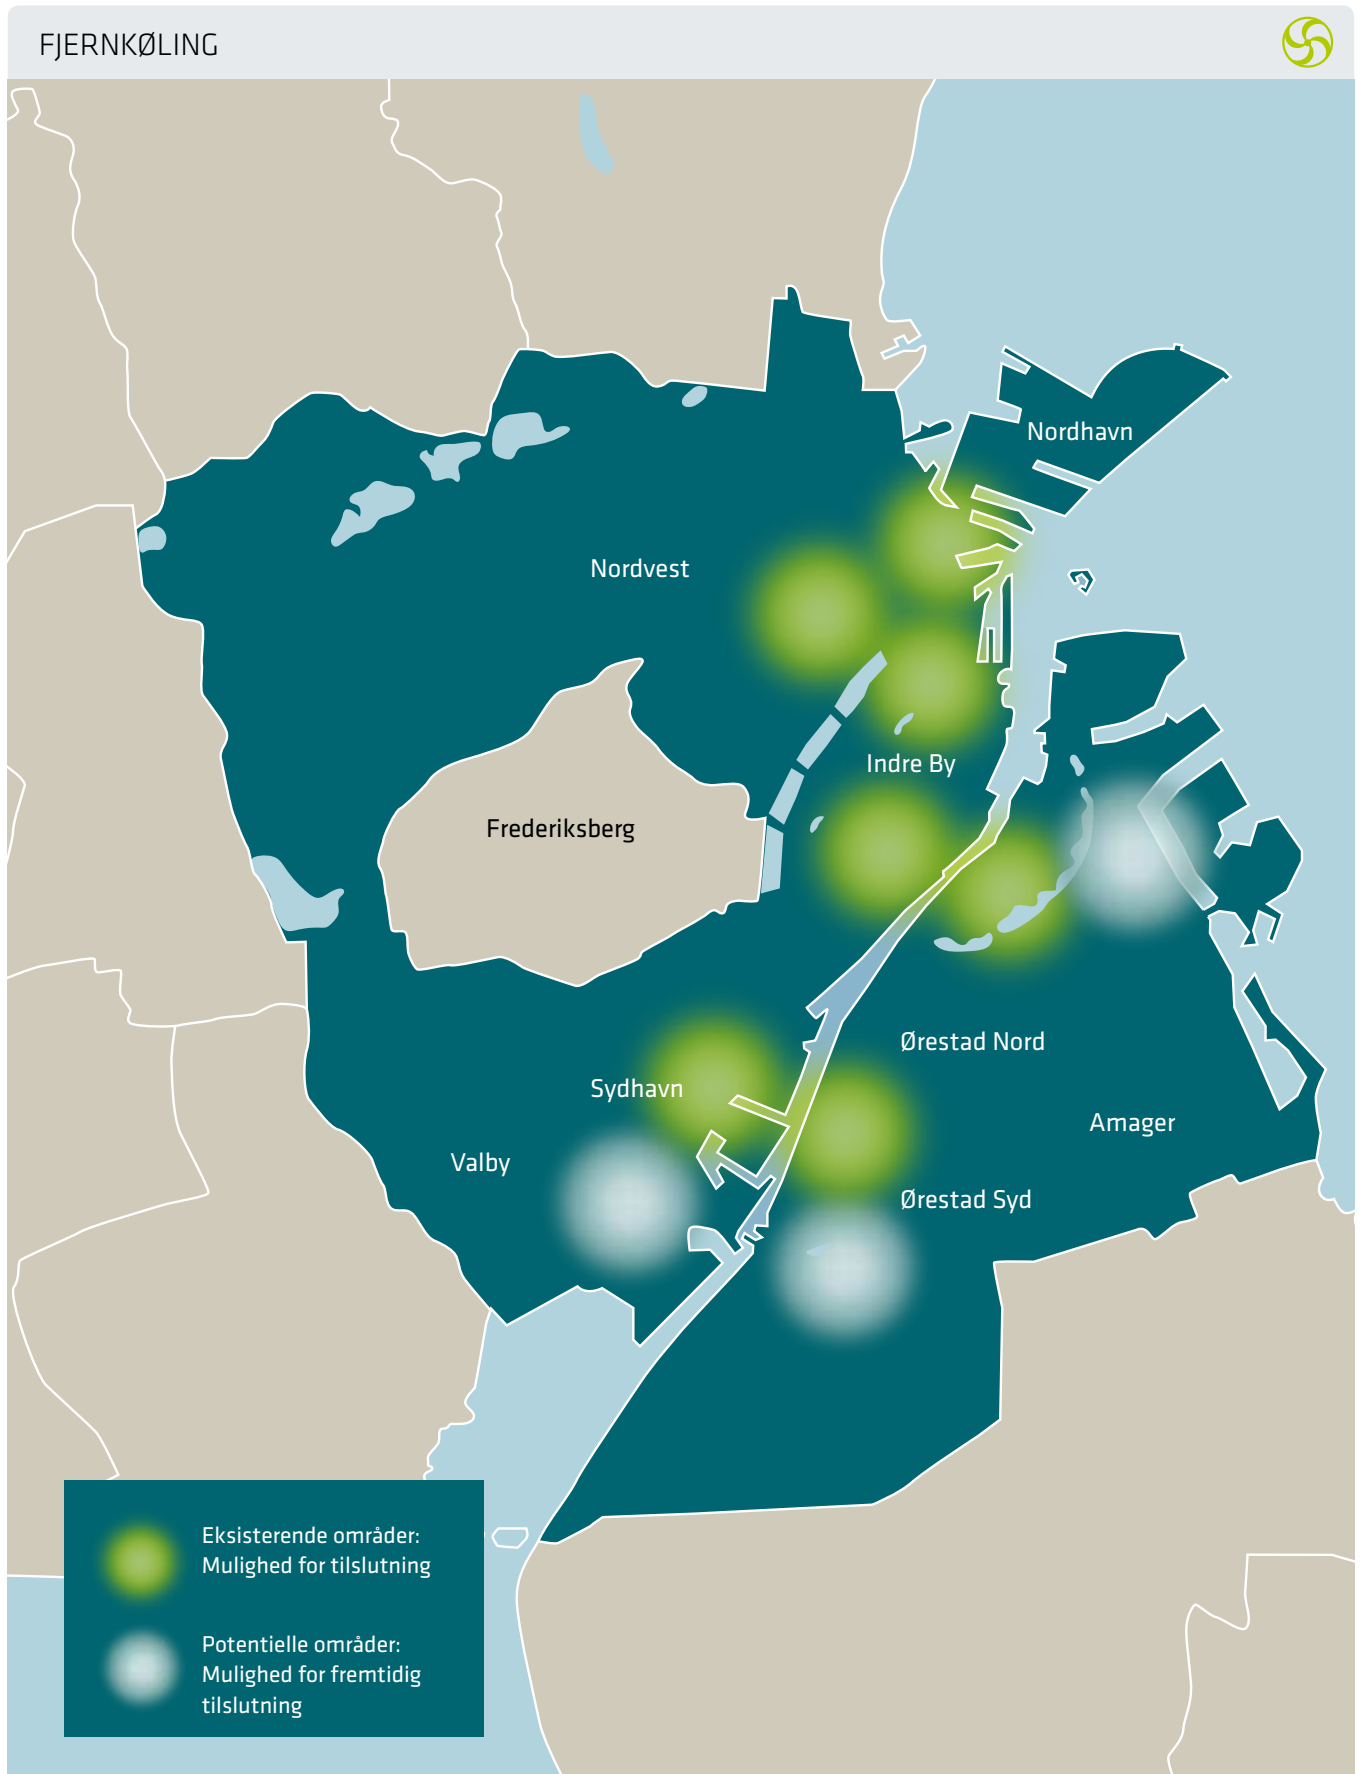 FJERNKØLING
Nordhavn
Nordvest
Indre By
Frederiksberg
Ørestad Nord
Sydhavn
Amager
Valby
Ørestad Syd
Eksisterende områder:
Mulighed for tilslutning
Potentielle områder:
Mulighed for fremtidig
tilslutning